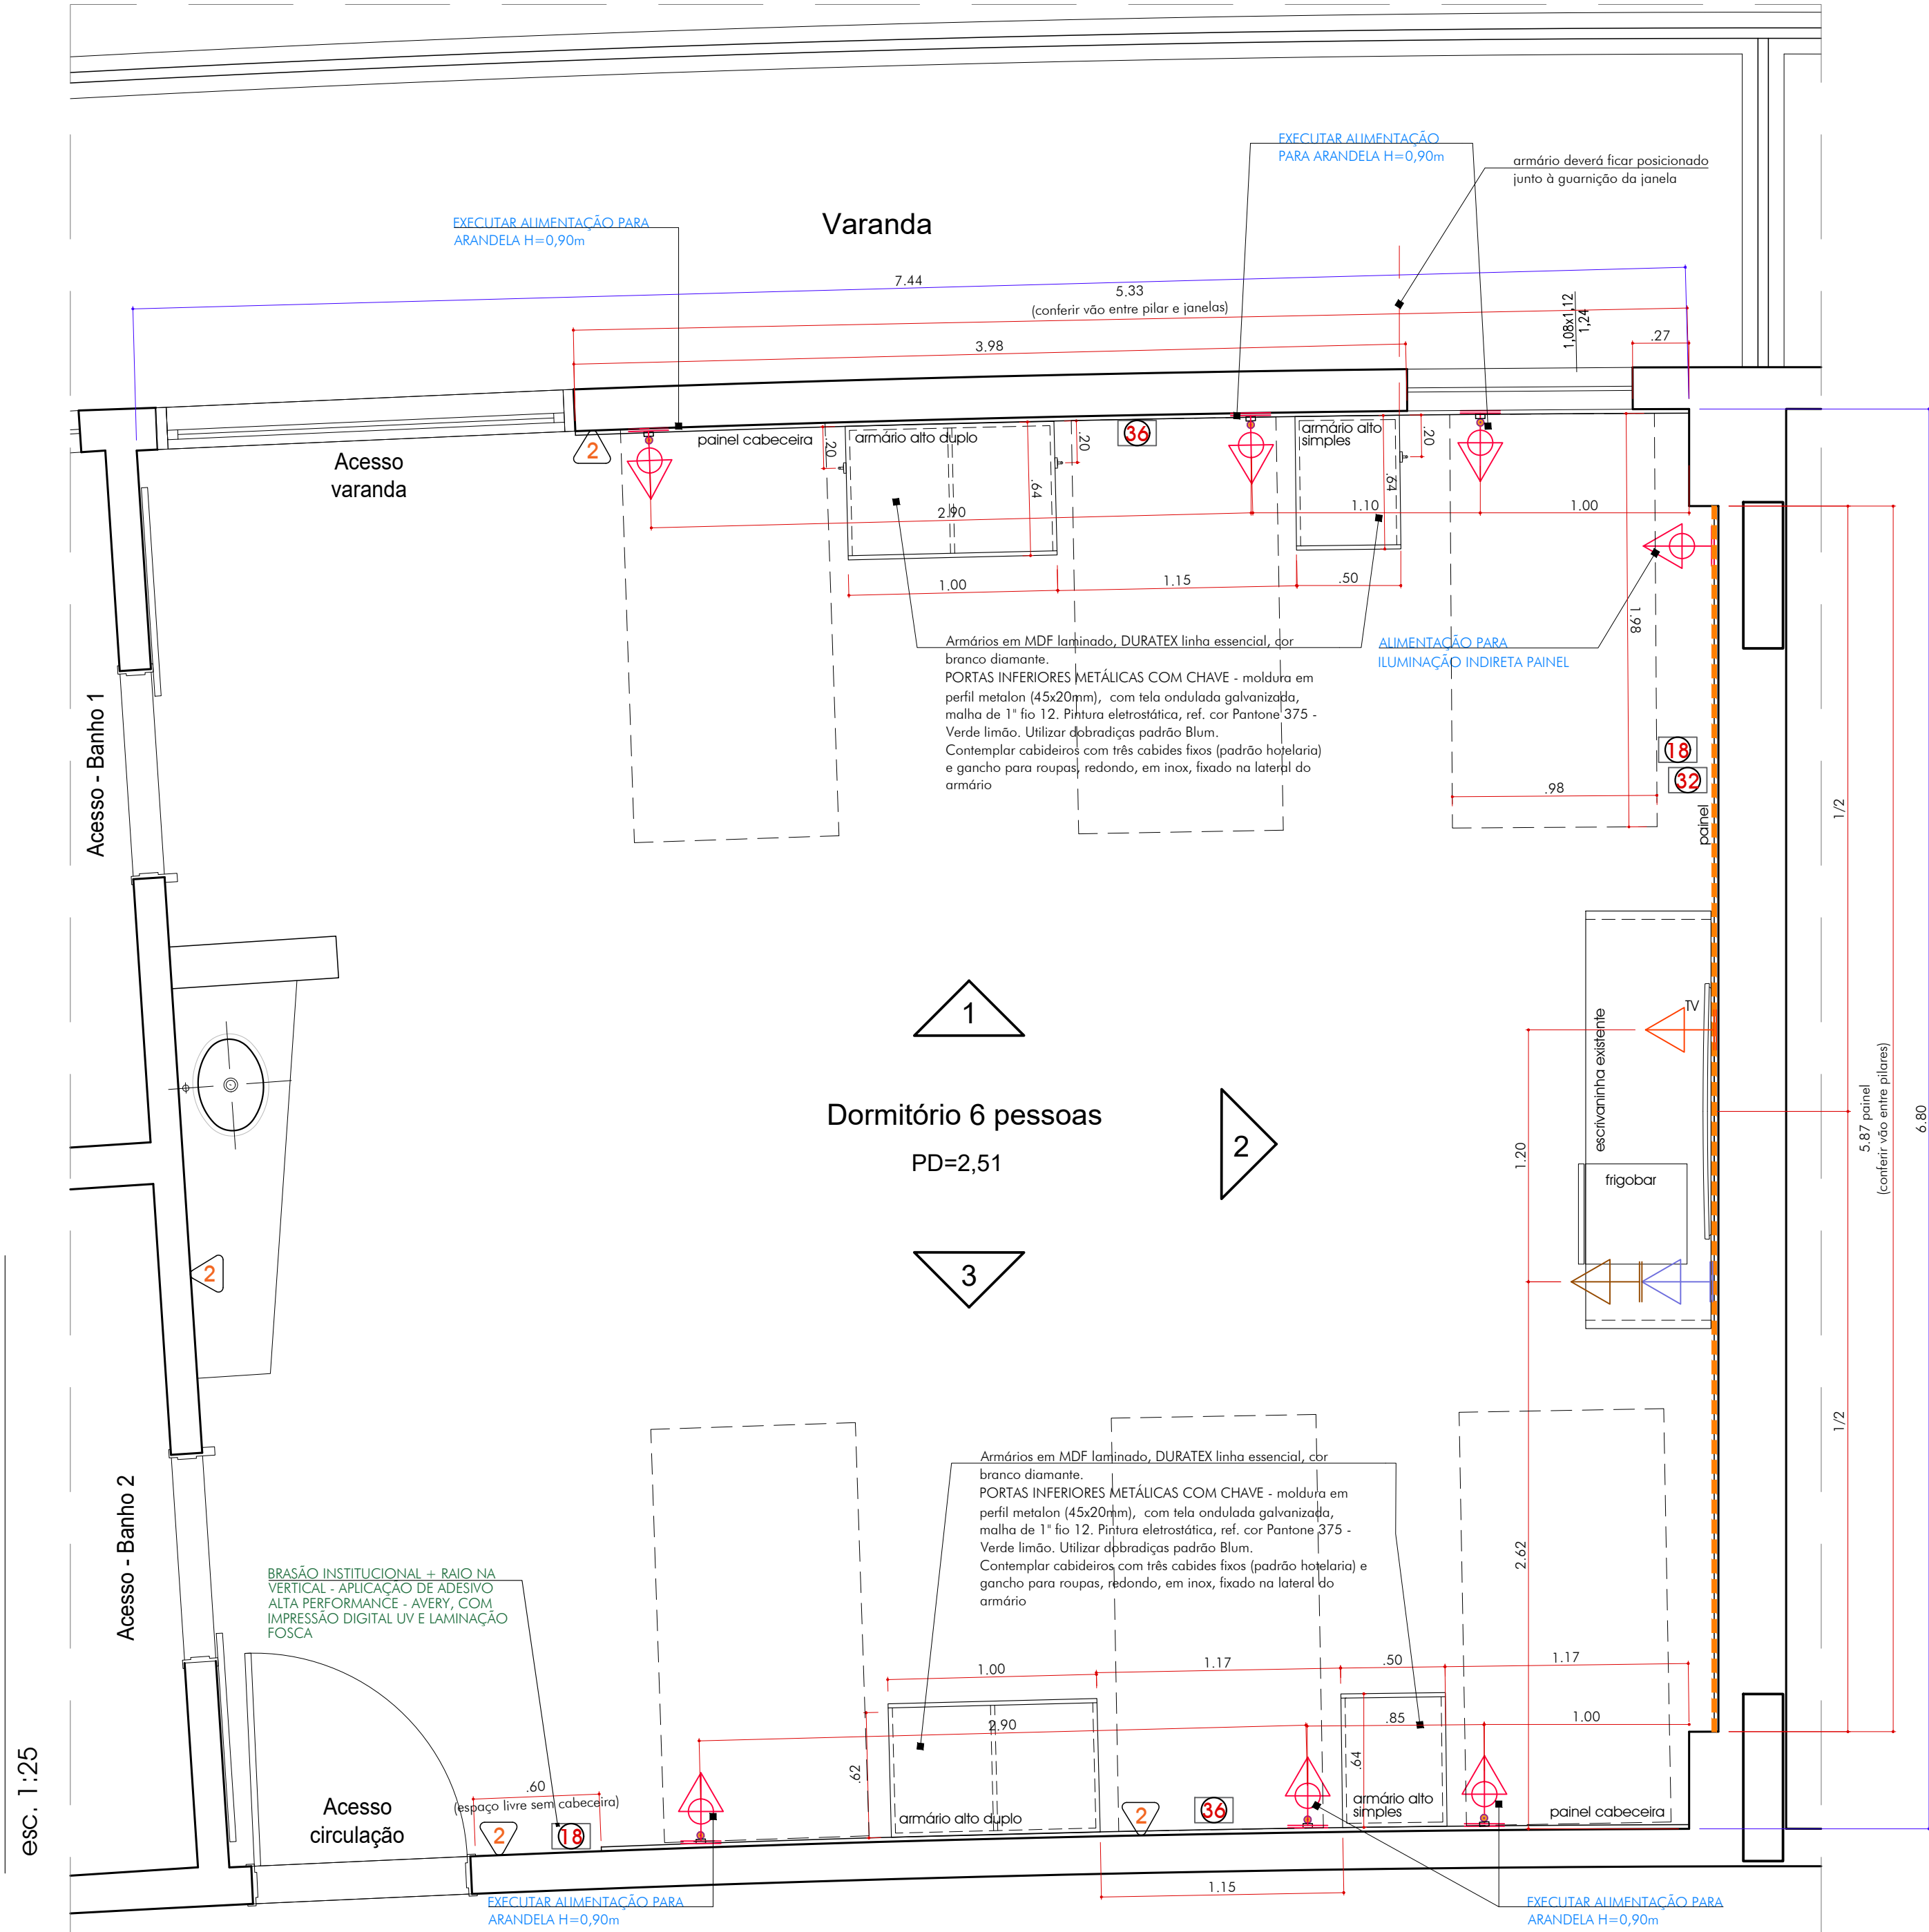 EXECUTAR ALIMENTAÇÃO
PARA ARANDELA H=0,90m
armário deverá ficar posicionado
junto à guarnição da janela
EXECUTAR ALIMENTAÇÃO PARA
ARANDELA H=0,90m
Varanda
7.44
5.33
(conferir vão entre pilar e janelas)
3.98
1,08x1,12
1,24
.27
Acesso
varanda
2
painel cabeceira
.20
armário alto duplo
.20
.64
36
armário alto
simples
.64
.20
2.90
1.10
1.00
1.00
1.15
.50
1.98
Armários em MDF laminado, DURATEX linha essencial, cor
branco diamante.
PORTAS INFERIORES METÁLICAS COM CHAVE - moldura em
perfil metalon (45x20mm), com tela ondulada galvanizada,
malha de 1" fio 12. Pintura eletrostática, ref. cor Pantone 375 -
Verde limão. Utilizar dobradiças padrão Blum.
Contemplar cabideiros com três cabides fixos (padrão hotelaria)
e gancho para roupas, redondo, em inox, fixado na lateral do
armário
ALIMENTAÇÃO PARA
ILUMINAÇÃO INDIRETA PAINEL
Acesso - Banho 1
18
32
.98
painel
1/2
1
TV
escrivaninha existente
Dormitório 6 pessoas
PD=2,51
2
1.20
frigobar
5.87 painel
(conferir vão entre pilares)
6.80
3
2
1/2
Acesso - Banho 2
Armários em MDF laminado, DURATEX linha essencial, cor
branco diamante.
PORTAS INFERIORES METÁLICAS COM CHAVE - moldura em
perfil metalon (45x20mm), com tela ondulada galvanizada,
malha de 1" fio 12. Pintura eletrostática, ref. cor Pantone 375 -
Verde limão. Utilizar dobradiças padrão Blum.
Contemplar cabideiros com três cabides fixos (padrão hotelaria) e
gancho para roupas, redondo, em inox, fixado na lateral do
armário
2.62
BRASÃO INSTITUCIONAL + RAIO NA
VERTICAL - APLICAÇÃO DE ADESIVO
ALTA PERFORMANCE - AVERY, COM
IMPRESSÃO DIGITAL UV E LAMINAÇÃO
FOSCA
1.00
1.17
.50
1.17
2.90
.85
1.00
.62
.64
esc. 1:25
.60
(espaço livre sem cabeceira)
Acesso
circulação
2
18
armário alto duplo
2
36
armário alto
simples
painel cabeceira
1.15
EXECUTAR ALIMENTAÇÃO PARA
ARANDELA H=0,90m
EXECUTAR ALIMENTAÇÃO PARA
ARANDELA H=0,90m